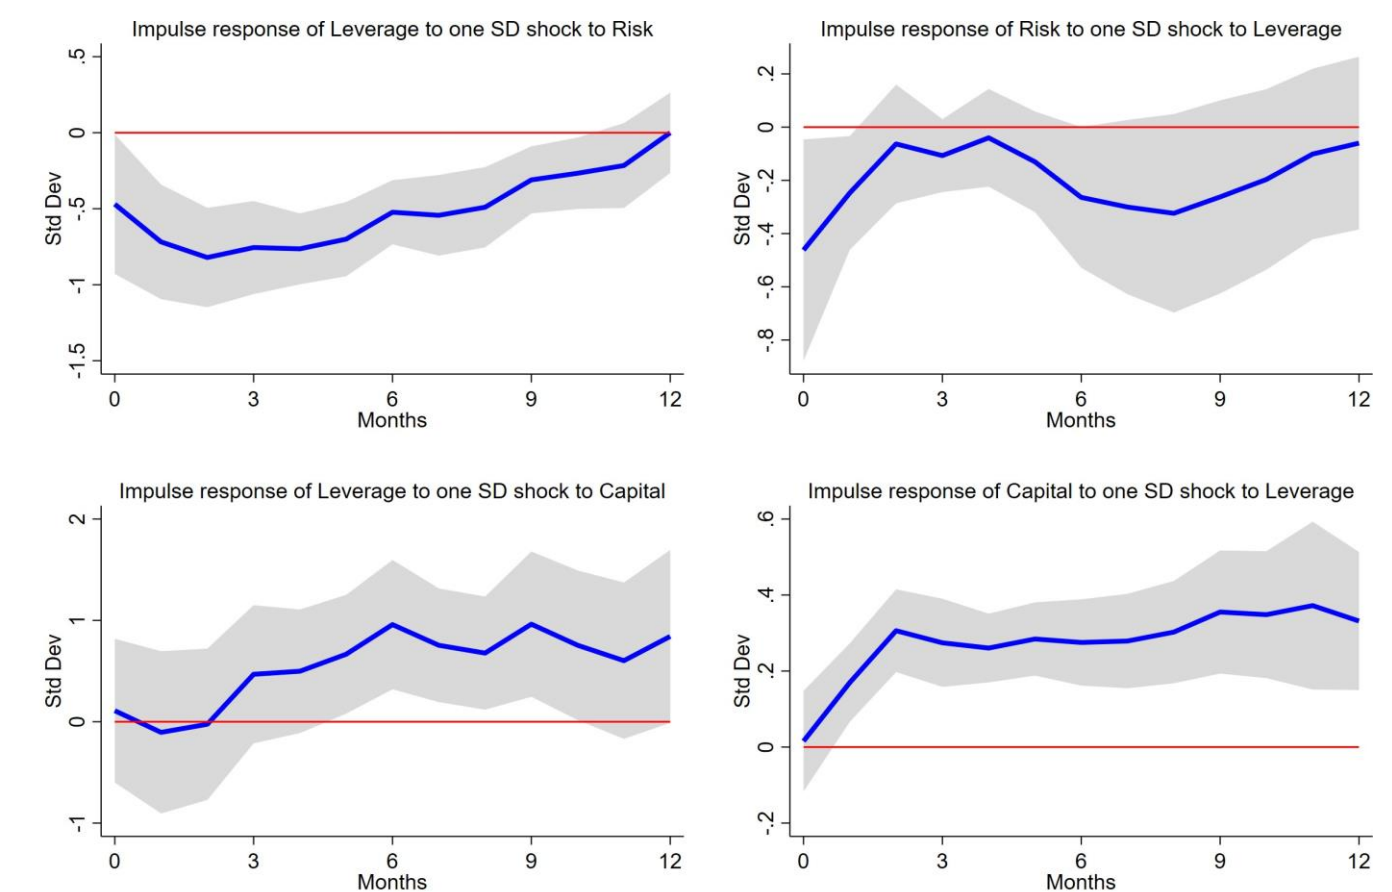 Impulse response of Leverage to one SD shock to Risk
.5
0
-.5
-1
-1.5
Std Dev
0 3 6 9 12
Months
Impulse response of Risk to one SD shock to Leverage
.2
0
-.2
-.4
-.6
-.8
Std Dev
0 3 6 9 12
Months
Impulse response of Leverage to one SD shock to Capital
2
1
0
-1
Std Dev
0 3 6 9 12
Months
Impulse response of Capital to one SD shock to Leverage
.6
.4
.2
0
-.2
Std Dev
0 3 6 9 12
Months